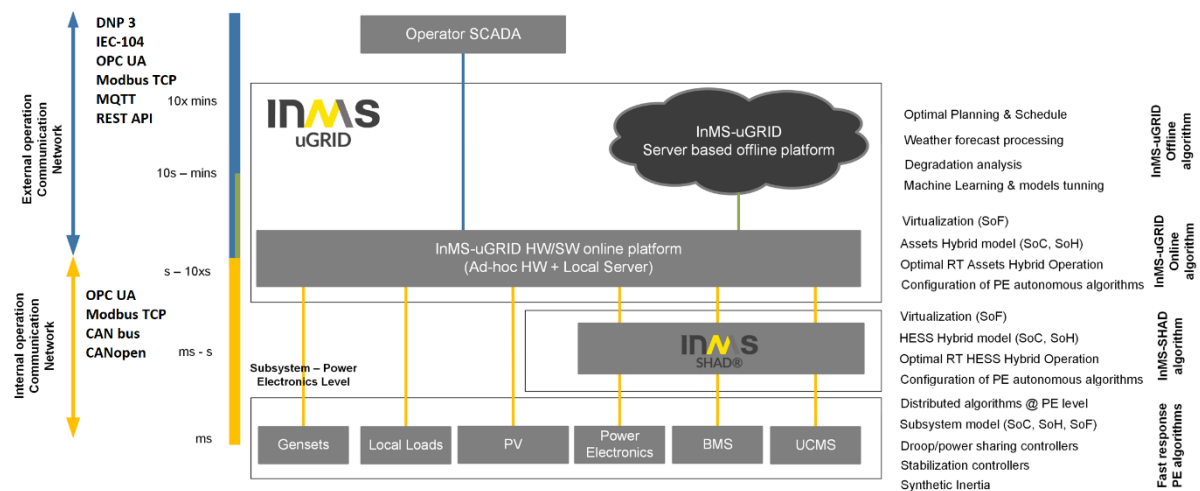 DNP 3
IEC-104
OPC UA
Modbus TCP
MQTT
REST API
External operation
Communication
Network
10x mins
10s – mins
s – 10xs
ms - s
ms
Internal operation
Communication
Network
OPC UA
Modbus TCP
CAN bus
CANopen
Operator SCADA
INMS
uGRID
InMS-uGRID
Server based offline platform
InMS-uGRID HW/SW online platform
(Ad-hoc HW + Local Server)
INMS
SHAD®
Subsystem – Power
Electronics Level
Gensets
Local Loads
PV
Power
Electronics
BMS
UCMS
Optimal Planning & Schedule
Weather forecast processing
Degradation analysis
Machine Learning & models tunning
InMS-uGRID
Offline
algorithm
Virtualization (SoF)
Assets Hybrid model (SoC, SoH)
Optimal RT Assets Hybrid Operation
Configuration of PE autonomous algorithms
InMS-uGRID
Online
algorithm
Virtualization (SoF)
HESS Hybrid model (SoC, SoH)
Optimal RT HESS Hybrid Operation
Configuration of PE autonomous algorithms
InMS-SHAD
algorithm
Distributed algorithms @ PE level
Subsystem model (SoC, SoH, SoF)
Droop/power sharing controllers
Stabilization controllers
Synthetic Inertia
Fast response
PE algorithms